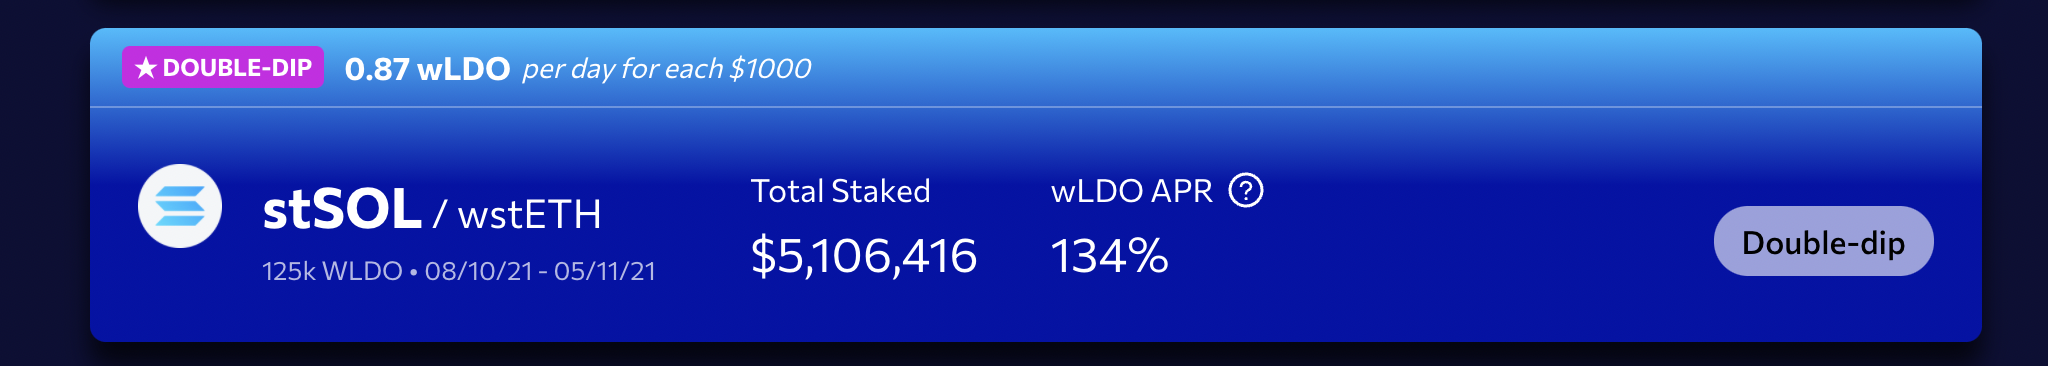 ★ DOUBLE-DIP 0.87 wLDO per day for each $1000
stSOL / wstETH
125k WLDO • 08/10/21 - 05/11/21
Total Staked
$5,106,416
wLDO APR ?
134%
Double-dip